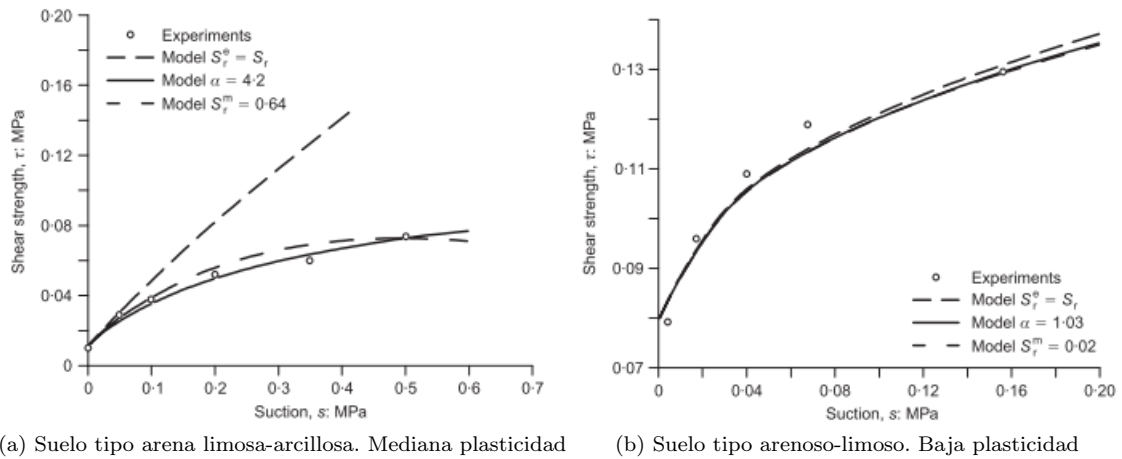 0·20
0·16
0·12
0·08
0·04
0
Shear strength, τ: MPa
Experiments
Model S_r^e = S_r
Model α = 4·2
Model S_r^m = 0·64
0 0·1 0·2 0·3 0·4 0·5 0·6 0·7
Suction, s: MPa
(a) Suelo tipo arena limosa-arcillosa. Mediana plasticidad
0·13
0·11
0·09
0·07
Shear strength, τ: MPa
Experiments
Model S_r^e = S_r
Model α = 1·03
Model S_r^m = 0·02
0 0·04 0·08 0·12 0·16 0·20
Suction, s: MPa
(b) Suelo tipo arenoso-limoso. Baja plasticidad